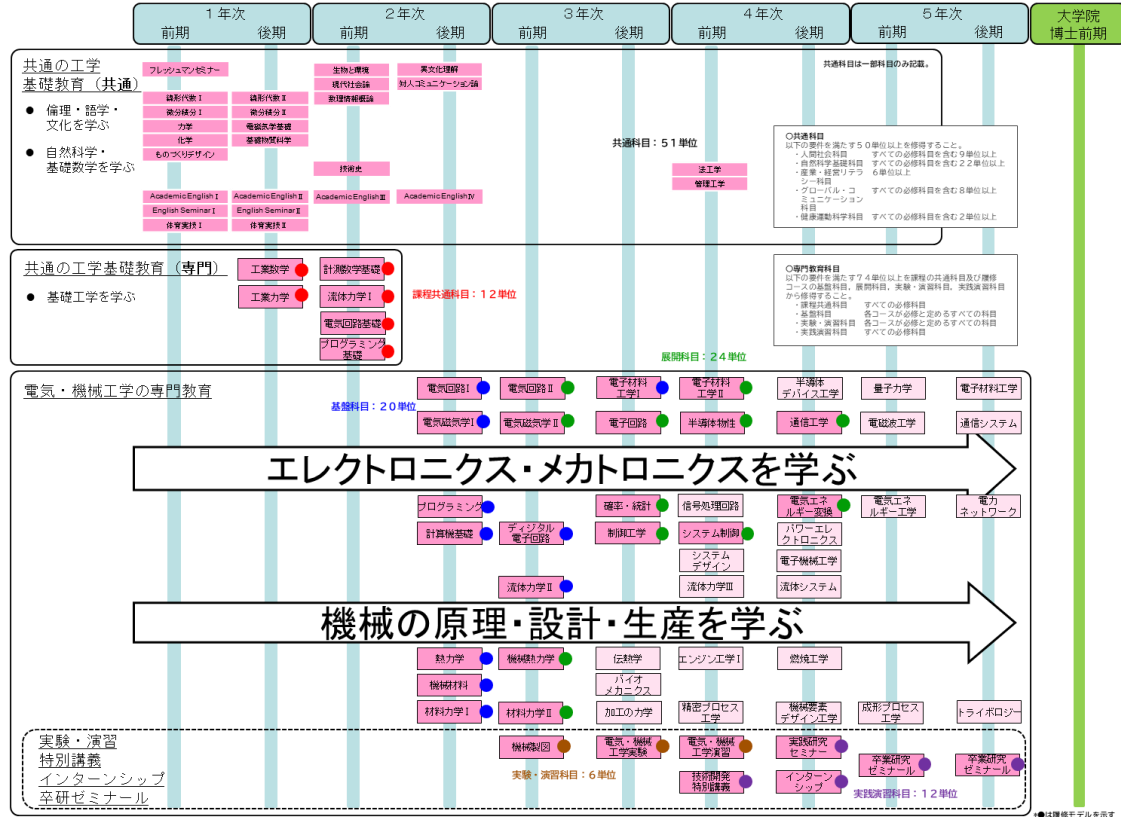 1年次
2年次
3年次
4年次
5年次
大学院
博士前期
前期
後期
前期
後期
前期
後期
前期
後期
前期
後期
共通の工学
基礎教育（共通）
● 倫理・語学・
文化を学ぶ
● 自然科学・
基礎数学を学ぶ
フレッシュマンセミナー
生物と環境
異文化理解
現代社会論
対人コミュニケーション論
線形代数Ⅰ
線形代数Ⅱ
数理情報概論
微分積分Ⅰ
微分積分Ⅱ
力学
電磁気学基礎
化学
基礎物質科学
ものづくりデザイン
技術史
法工学
管理工学
Academic EnglishⅠ
Academic EnglishⅡ
Academic EnglishⅢ
Academic EnglishⅣ
English SeminarⅠ
English SeminarⅡ
体育実技Ⅰ
体育実技Ⅱ
共通科目は一部科目のみ記載。
共通科目：51単位
○共通科目
以下の要件を満たす50単位以上を修得すること。
・人間社会科目 すべての必修科目を含む9単位以上
・自然科学基礎科目 すべての必修科目を含む22単位以上
・産業・経営リテラシー科目 6単位以上
・グローバル・コミュニケーション科目 すべての必修科目を含む8単位以上
・健康運動科学科目 すべての必修科目を含む2単位以上
共通の工学基礎教育（専門）
● 基礎工学を学ぶ
工業数学
計測数学基礎
工業力学
流体力学Ⅰ
電気回路基礎
プログラミング
基礎
課程共通科目：12単位
○専門教育科目
以下の要件を満たす74単位以上を課程の共通科目及び履修
コースの基盤科目，展開科目，実験・演習科目，実践演習科目
から修得すること。
・課程共通科目 すべての必修科目
・基盤科目 各コースが必修と定めるすべての科目
・実験・演習科目 各コースが必修と定めるすべての科目
・実践演習科目 すべての必修科目
展開科目：24単位
電気・機械工学の専門教育
基盤科目：20単位
電気回路Ⅰ
電気回路Ⅱ
電子材料
工学Ⅰ
電子材料
工学Ⅱ
半導体
デバイス工学
量子力学
電子材料工学
電気磁気学Ⅰ
電気磁気学Ⅱ
電子回路
半導体物性
通信工学
電磁波工学
通信システム
エレクトロニクス・メカトロニクスを学ぶ
プログラミング
確率・統計
信号処理回路
電気エネ
ルギー変換
電気エネ
ルギー工学
電力
ネットワーク
計算機基礎
ディジタル
電子回路
制御工学
システム制御
パワーエレ
クトロニクス
システム
デザイン
電子機械工学
流体力学Ⅱ
流体力学Ⅲ
流体システム
機械の原理・設計・生産を学ぶ
熱力学
機械熱力学
伝熱学
エンジン工学Ⅰ
燃焼工学
機械材料
バイオ
メカニクス
材料力学Ⅰ
材料力学Ⅱ
加工の力学
精密プロセス
工学
機械要素
デザイン工学
成形プロセス
工学
トライボロジー
実験・演習
特別講義
インターンシップ
卒研ゼミナール
機械製図
電気・機械
工学実験
電気・機械
工学演習
実践研究
セミナー
卒業研究
ゼミナール
卒業研究
ゼミナール
技術開発
特別講義
インターン
シップ
実験・演習科目：6単位
実践演習科目：12単位
*●は履修モデルを示す